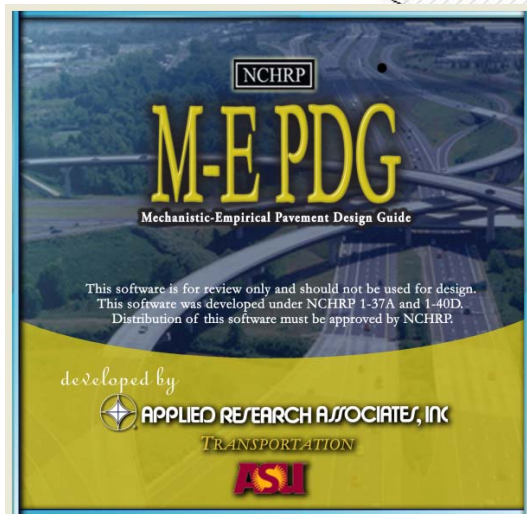 NCHRP
M-E PDG
Mechanistic-Empirical Pavement Design Guide
This software is for review only and should not be used for design.
This software was developed under NCHRP 1-37A and 1-40D.
Distribution of this software must be approved by NCHRP.
developed by
APPLIED RESEARCH ASSOCIATES, INC
TRANSPORTATION
ASU